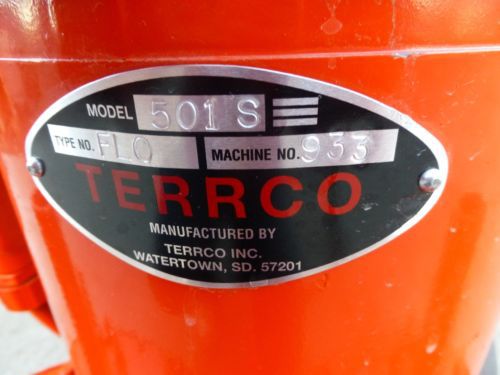 MODEL 501 S
TYPE NO. FLO MACHINE NO. 933
TERRCO
MANUFACTURED BY
TERRCO INC.
WATERTOWN, SD. 57201